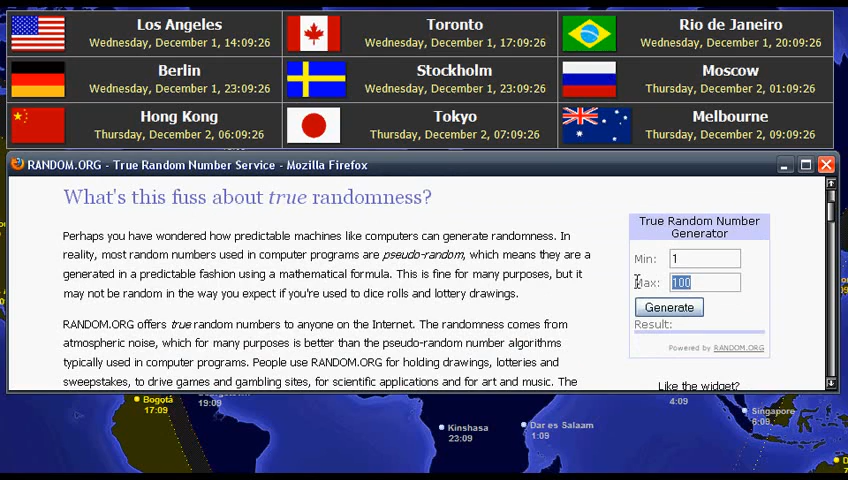 Los Angeles
Wednesday, December 1, 14:09:26
Toronto
Wednesday, December 1, 17:09:26
Rio de Janeiro
Wednesday, December 1, 20:09:26
Berlin
Wednesday, December 1, 23:09:26
Stockholm
Wednesday, December 1, 23:09:26
Moscow
Thursday, December 2, 01:09:26
Hong Kong
Thursday, December 2, 06:09:26
Tokyo
Thursday, December 2, 07:09:26
Melbourne
Thursday, December 2, 09:09:26
RANDOM.ORG - True Random Number Service - Mozilla Firefox
What's this fuss about true randomness?
Perhaps you have wondered how predictable machines like computers can generate randomness. In
reality, most random numbers used in computer programs are pseudo-random, which means they are a
generated in a predictable fashion using a mathematical formula. This is fine for many purposes, but it
may not be random in the way you expect if you're used to dice rolls and lottery drawings.
RANDOM.ORG offers true random numbers to anyone on the Internet. The randomness comes from
atmospheric noise, which for many purposes is better than the pseudo-random number algorithms
typically used in computer programs. People use RANDOM.ORG for holding drawings, lotteries and
sweepstakes, to drive games and gambling sites, for scientific applications and for art and music. The
True Random Number
Generator
Min: 1
Max: 100
Generate
Result:
Powered by RANDOM.ORG
Like the widget?
Bogotá
17:09
19:09
Kinshasa
23:09
Dar es Salaam
1:09
4:09
Singapore
6:09